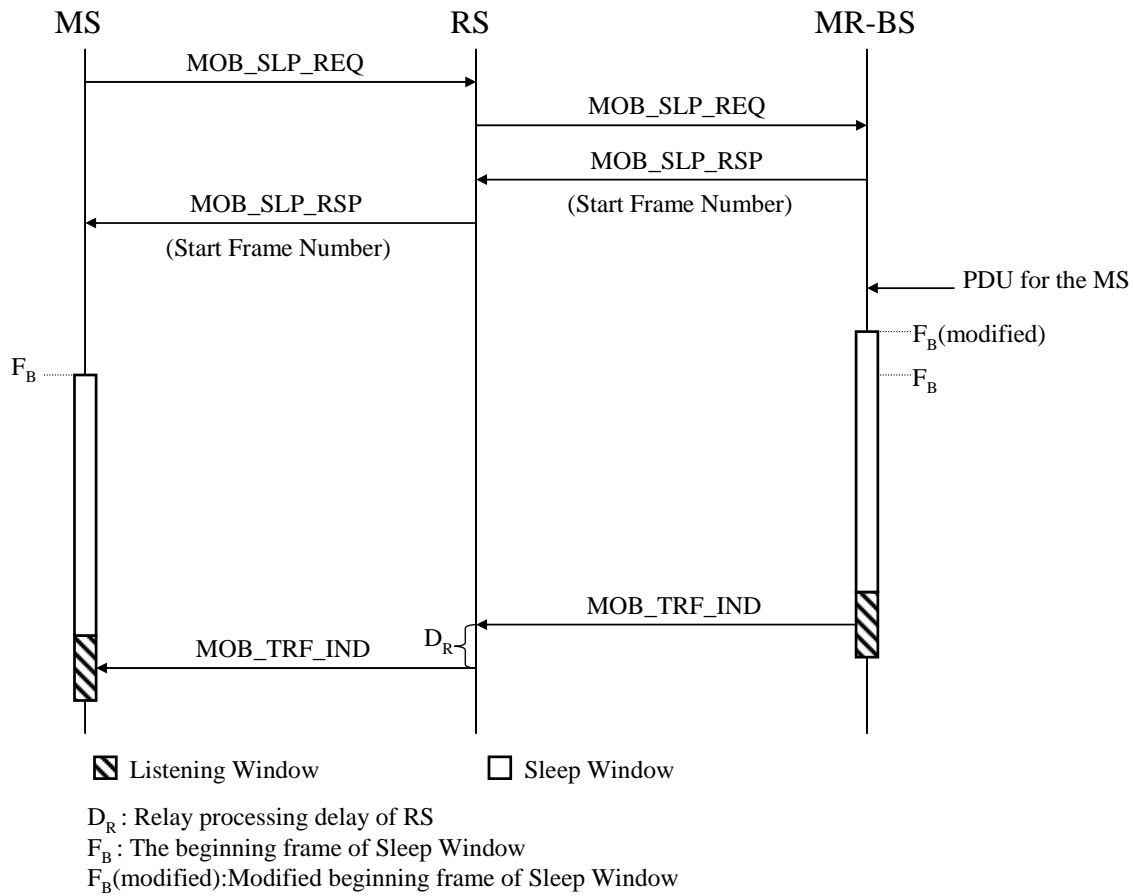 MS RS MR-BS
MOB_SLP_REQ
MOB_SLP_REQ
MOB_SLP_RSP
(Start Frame Number)
MOB_SLP_RSP
(Start Frame Number)
PDU for the MS
F_B(modified)
F_B F_B
MOB_TRF_IND
D_R
MOB_TRF_IND
Listening Window Sleep Window
D_R : Relay processing delay of RS
F_B : The beginning frame of Sleep Window
F_B(modified):Modified beginning frame of Sleep Window